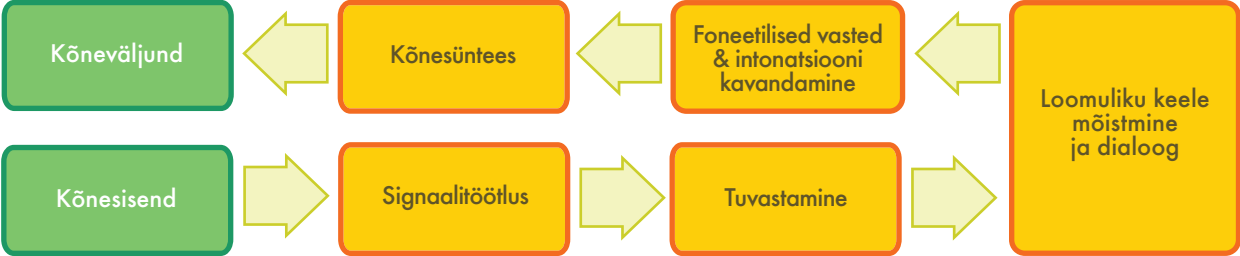 Kõneväljund
Kõnesüntees
Foneetilised vasted
& intonatsiooni
kavandamine
Loomuliku keele
mõistmine
ja dialoog
Kõnesisend
Signaalitöötlus
Tuvastamine